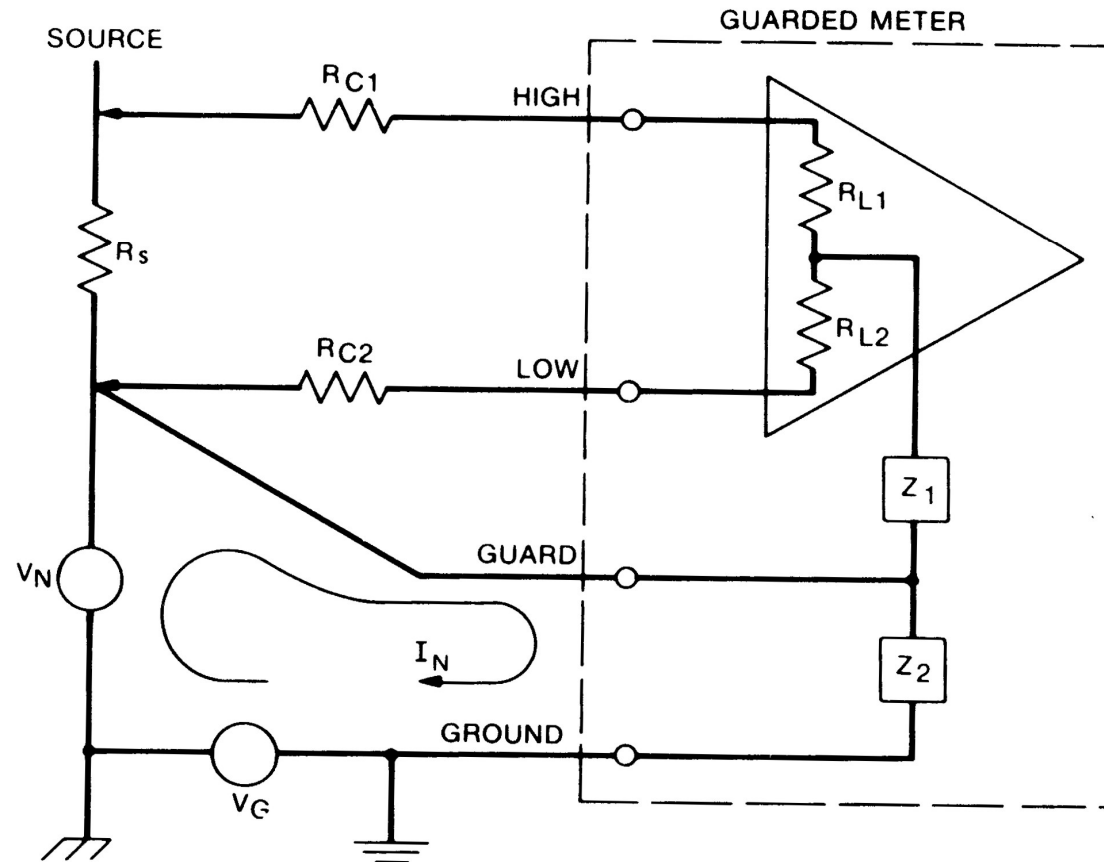 GUARDED METER
SOURCE
RC1
HIGH
RL1
RS
RL2
RC2
LOW
Z1
GUARD
VN
IN
Z2
GROUND
VG